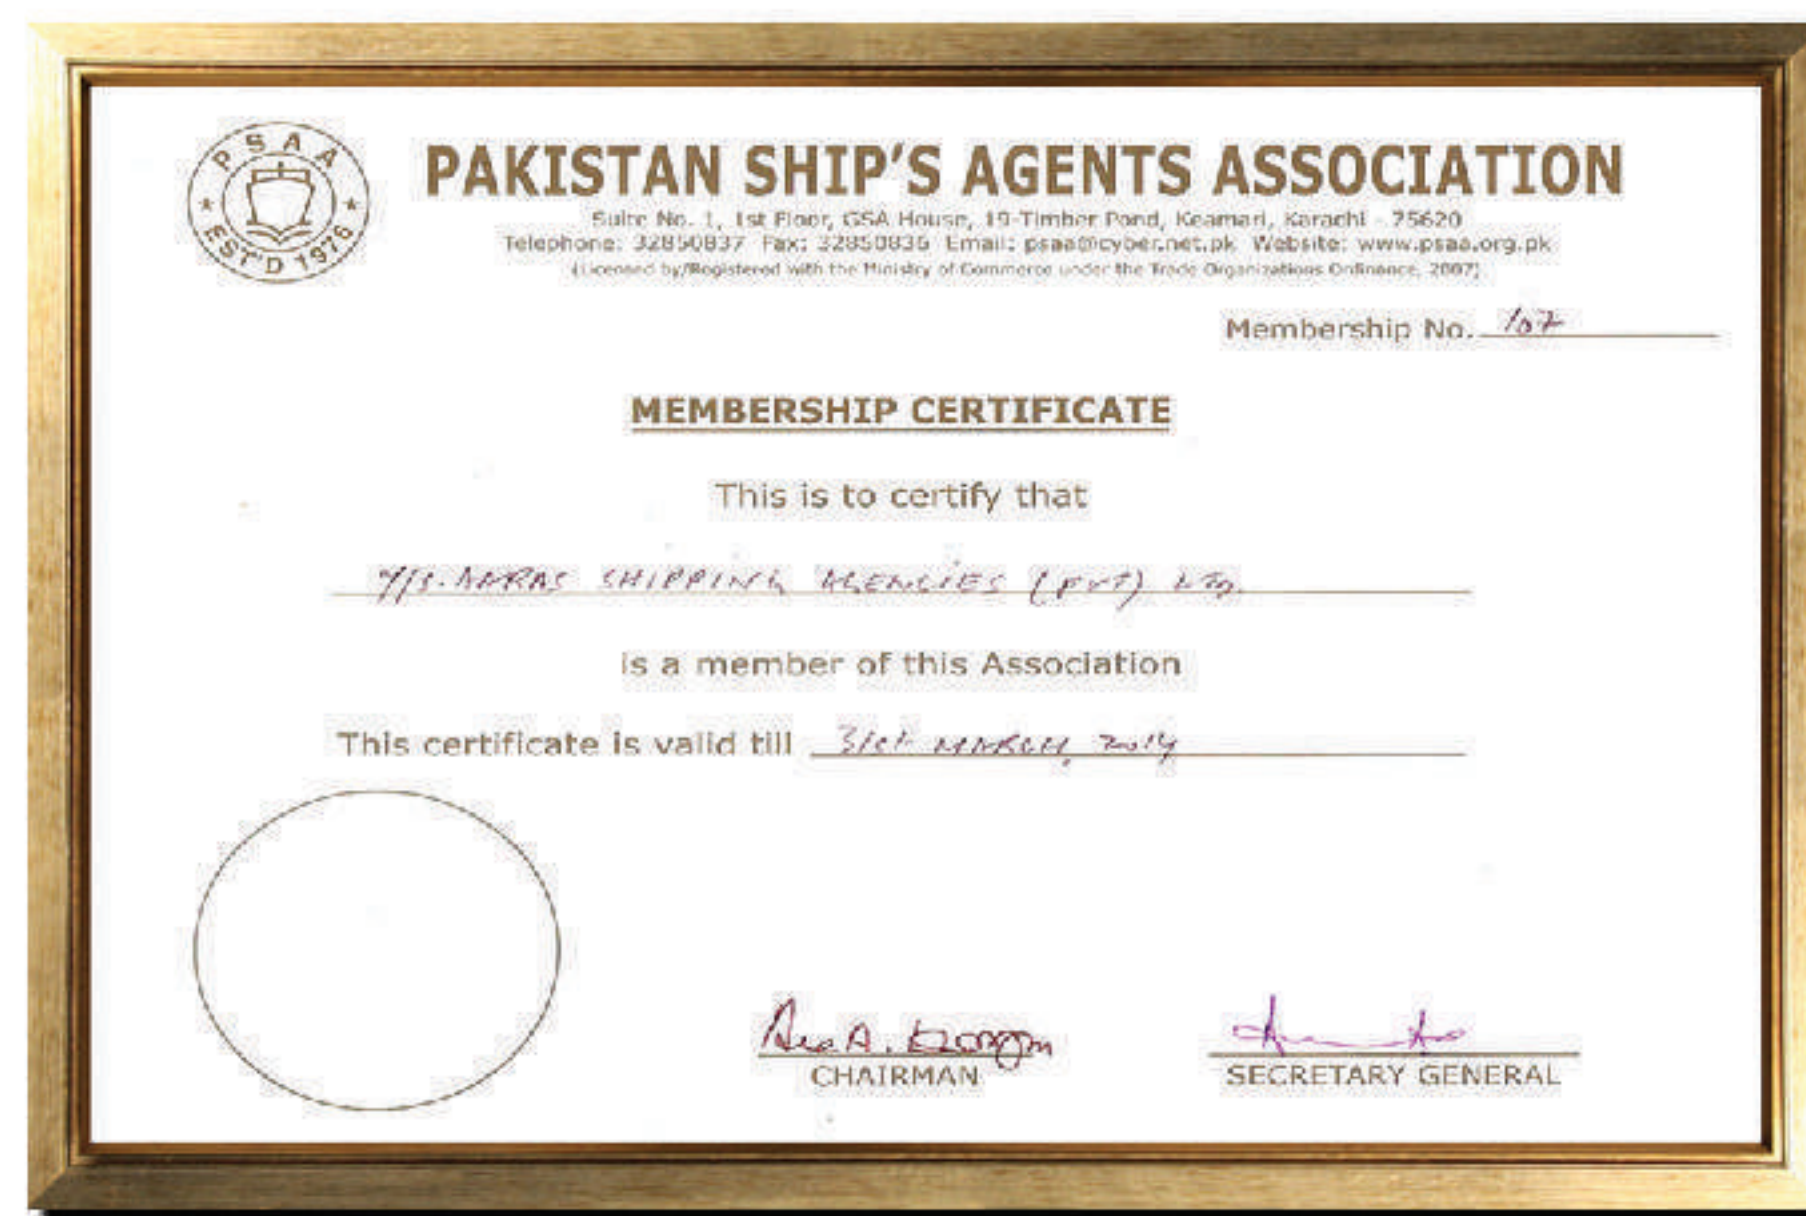 PSAA
EST'D 1976
PAKISTAN SHIP'S AGENTS ASSOCIATION
Suite No. 1, 1st Floor, GSA House, 19-Timber Pond, Keamari, Karachi - 75620
Telephone: 32850837 Fax: 32850836 Email: psaa@cyber.net.pk Website: www.psaa.org.pk
(Licensed by/Registered with the Ministry of Commerce under the Trade Organizations Ordinance, 2007)
Membership No. 107
MEMBERSHIP CERTIFICATE
This is to certify that
M/S. SHIPPING AGENCIES (PVT) LTD.
is a member of this Association
This certificate is valid till 31st MARCH, 2014
CHAIRMAN
SECRETARY GENERAL